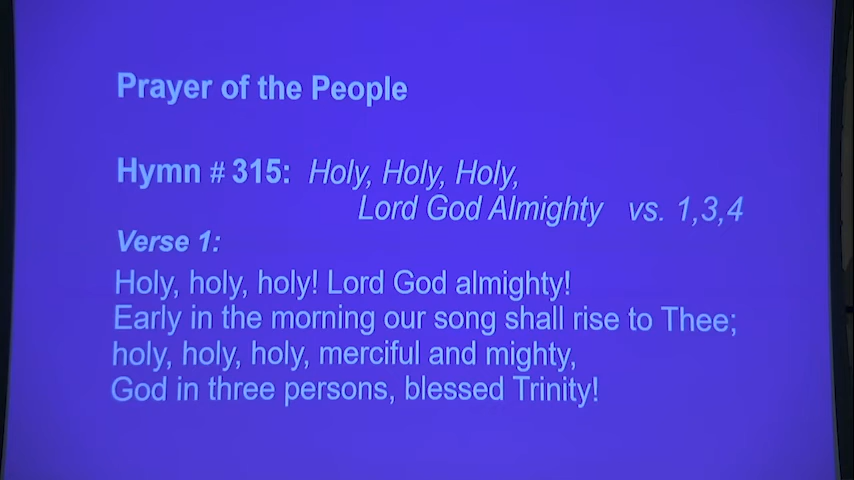 Prayer of the People
Hymn # 315: Holy, Holy, Holy,
Lord God Almighty vs. 1,3,4
Verse 1:
Holy, holy, holy! Lord God almighty!
Early in the morning our song shall rise to Thee;
holy, holy, holy, merciful and mighty,
God in three persons, blessed Trinity!